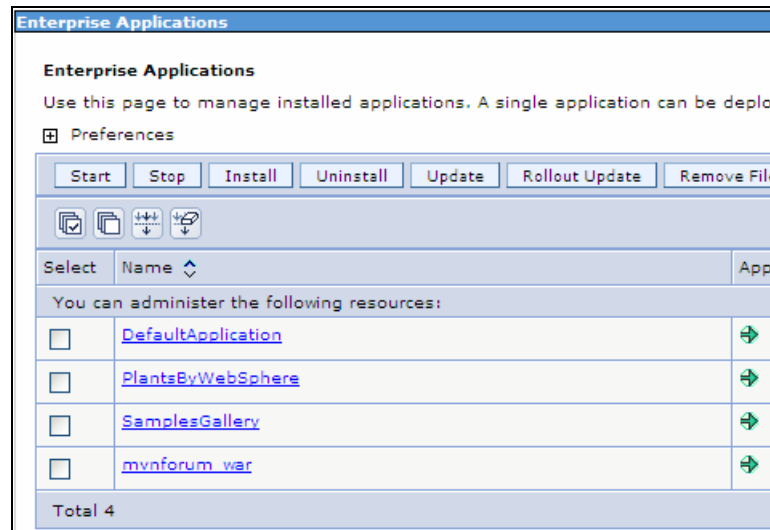 Enterprise Applications
Enterprise Applications
Use this page to manage installed applications. A single application can be deplo
Preferences
Start Stop Install Uninstall Update Rollout Update Remove Fil
Select Name App
You can administer the following resources:
DefaultApplication
PlantsByWebSphere
SamplesGallery
mvnforum_war
Total 4